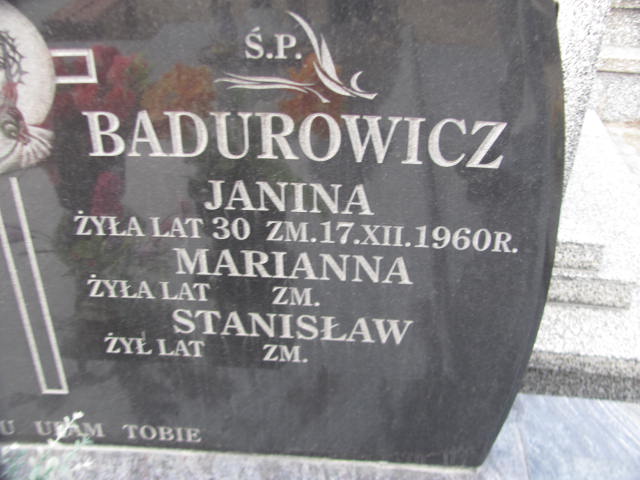 Ś.P.
BADUROWICZ
JANINA
ŻYŁA LAT 30 ZM.17.XII.1960R.
MARIANNA
ŻYŁA LAT ZM.
STANISŁAW
ŻYŁ LAT ZM.
U UFAM TOBIE